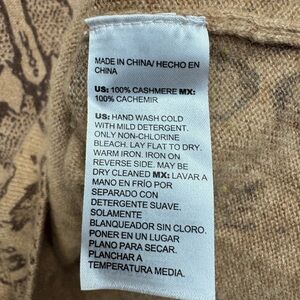 MADE IN CHINA/ HECHO EN
CHINA
US: 100% CASHMERE MX:
100% CACHEMIR
US: HAND WASH COLD
WITH MILD DETERGENT.
ONLY NON-CHLORINE
BLEACH. LAY FLAT TO DRY.
WARM IRON. IRON ON
REVERSE SIDE. MAY BE
DRY CLEANED MX: LAVAR A
MANO EN FRÍO POR
SEPARADO CON
DETERGENTE SUAVE.
SOLAMENTE
BLANQUEADOR SIN CLORO.
PONER EN UN LUGAR
PLANO PARA SECAR.
PLANCHAR A
TEMPERATURA MEDIA.